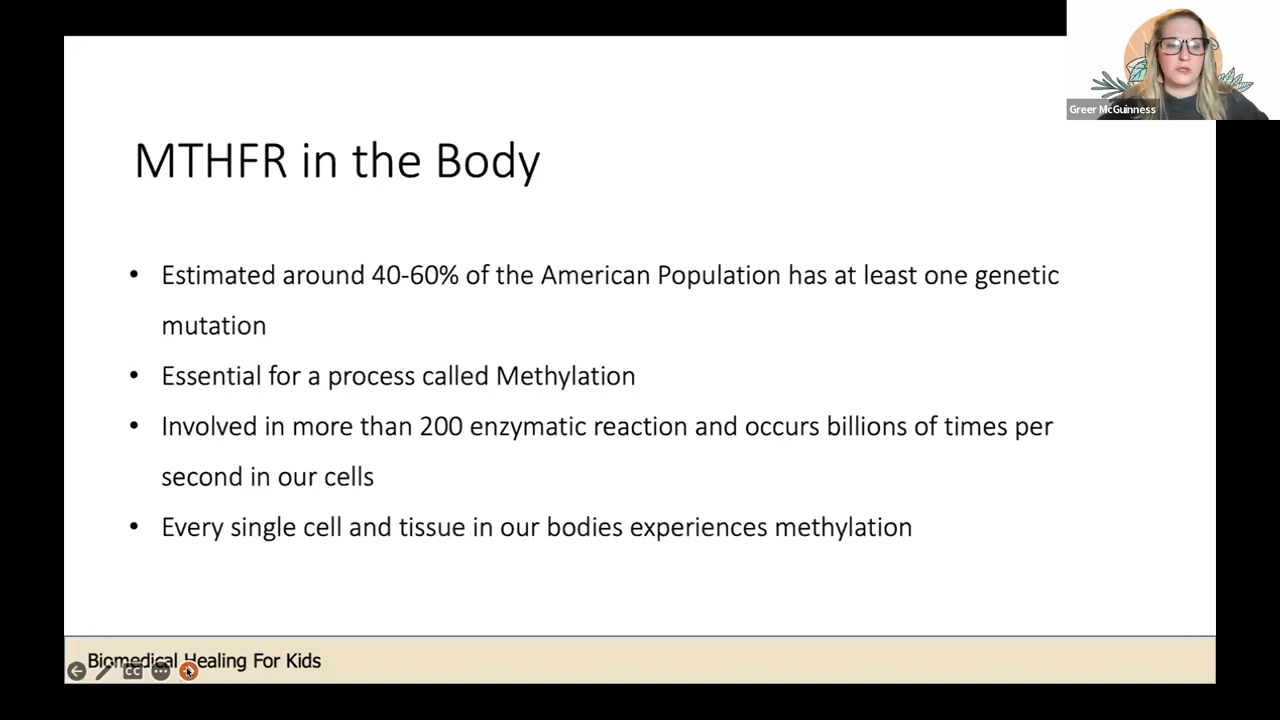 Greer McGuinness
MTHFR in the Body
• Estimated around 40-60% of the American Population has at least one genetic
mutation
• Essential for a process called Methylation
• Involved in more than 200 enzymatic reaction and occurs billions of times per
second in our cells
• Every single cell and tissue in our bodies experiences methylation
Biomedical Healing For Kids
CC